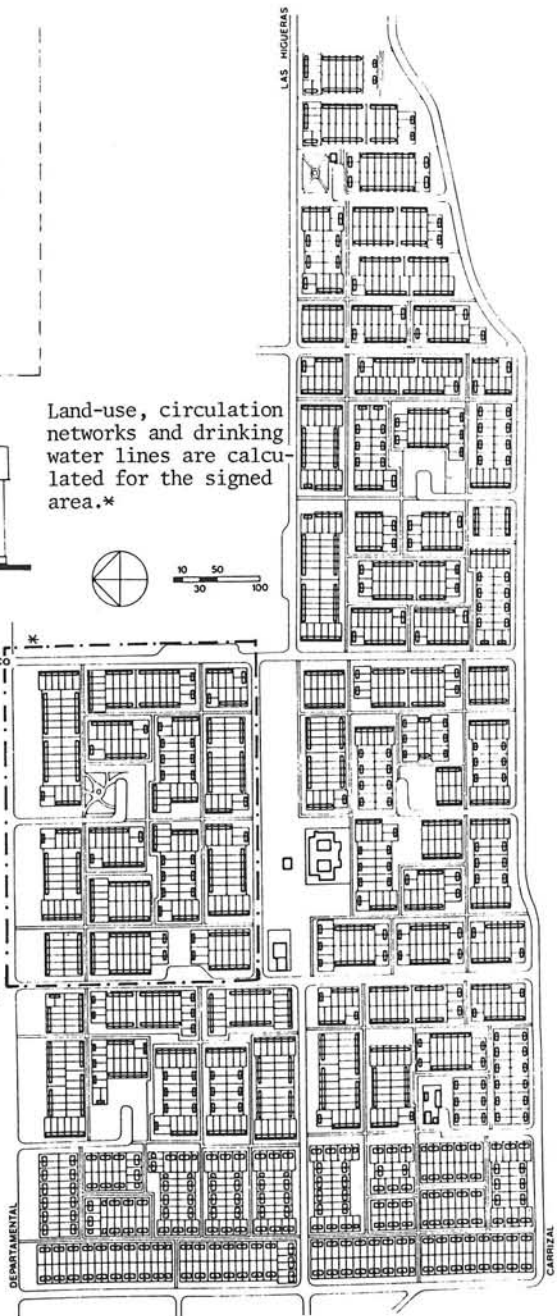 LAS HIGUERAS
Land-use, circulation
networks and drinking
water lines are calcu-
lated for the signed
area.*
10 50
30 100
*
DEPARTAMENTAL
CARRIZAL